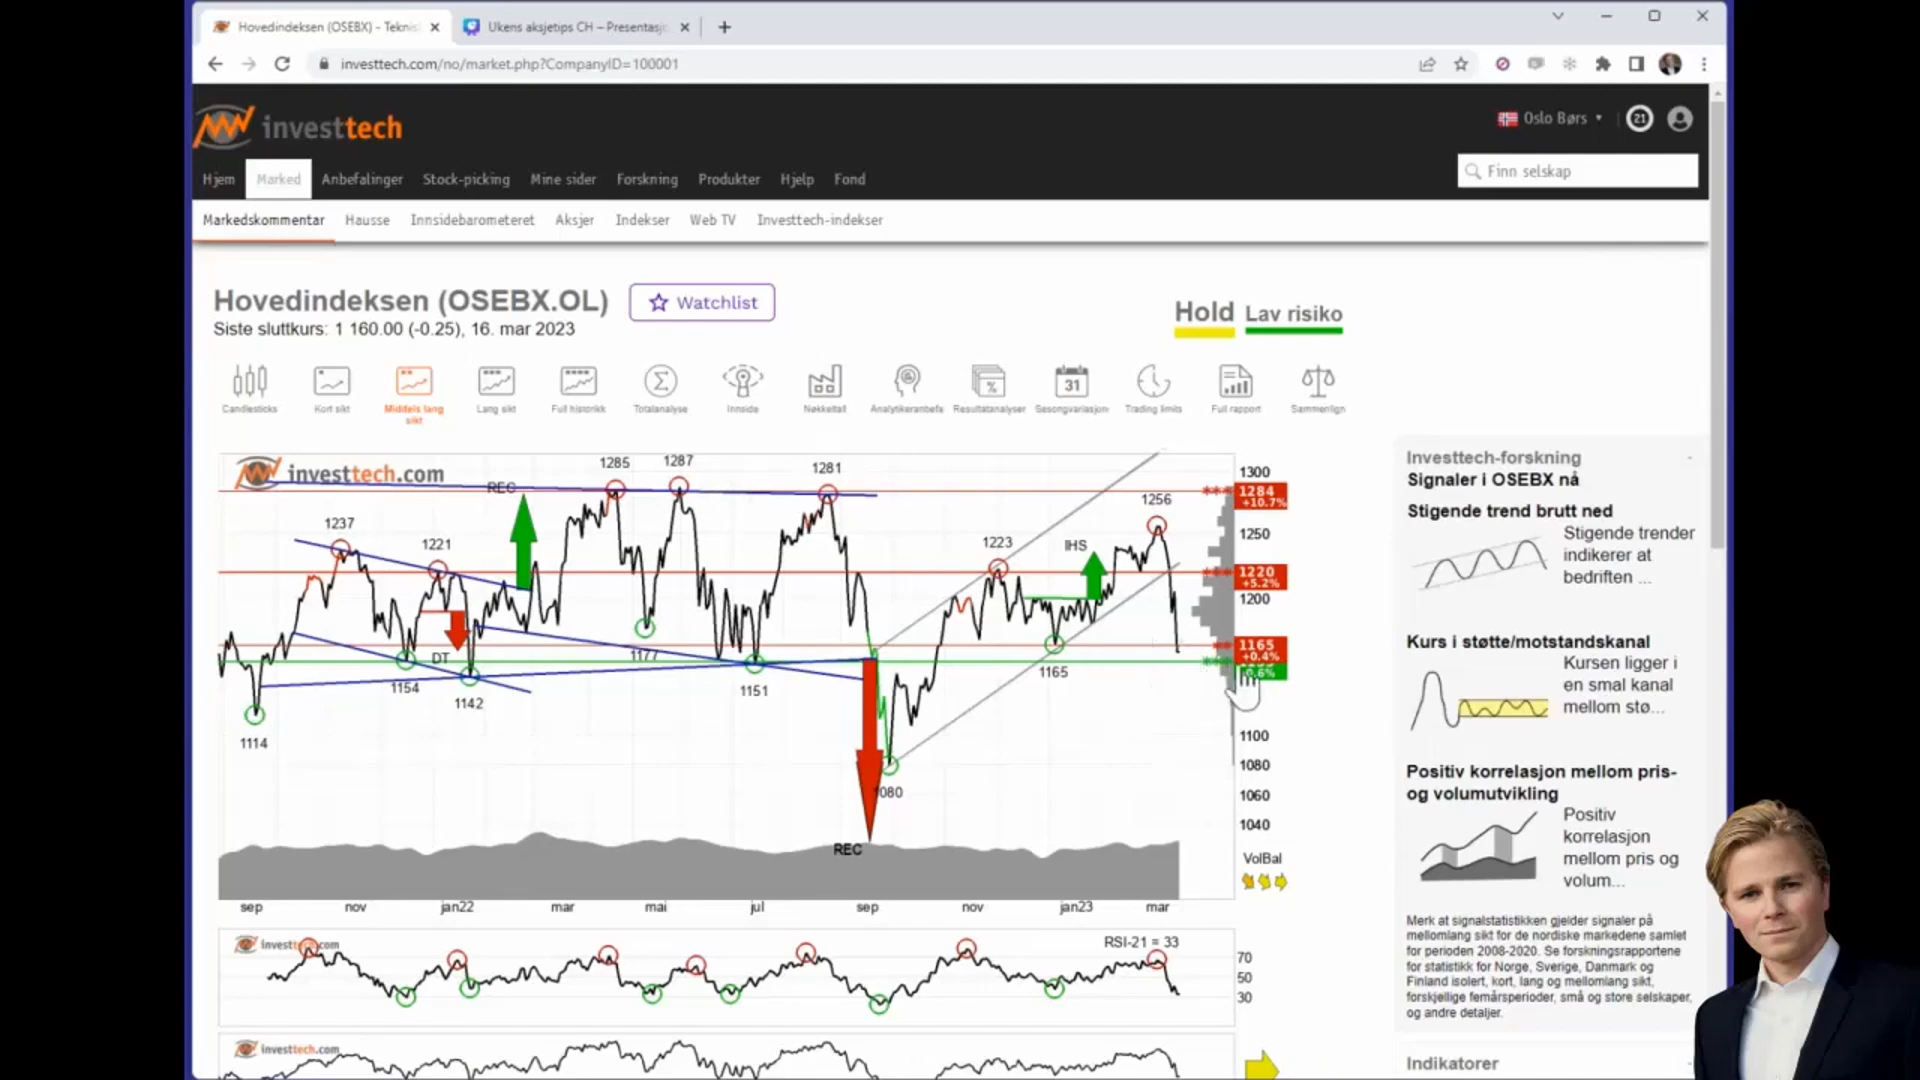 Hovedindeksen (OSEBX) - Teknis
Ukens aksjetips CH – Presentasjo
investtech.com/no/market.php?CompanyID=100001
investtech
Oslo Børs
21
Hjem Marked Anbefalinger Stock-picking Mine sider Forskning Produkter Hjelp Fond
Finn selskap
Markedskommentar Hausse Innsidebarometeret Aksjer Indekser Web TV Investtech-indekser
Hovedindeksen (OSEBX.OL)
Watchlist
Siste sluttkurs: 1 160.00 (-0.25), 16. mar 2023
Hold Lav risiko
Candlesticks
Kort sikt
Middels lang
sikt
Lang sikt
Full historikk
Totalanalyse
Innside
Nøkkeltall
Analytikeranbefa
Resultatanalyser
31
Sesongvariasjon
Trading limits
Full rapport
Sammenlign
investtech.com
REC
1285
1287
1281
1237
1221
1223
IHS
1256
DT
1154
1142
1177
1151
1165
1114
1080
REC
1300
1284
+10.7%
1250
1220
+5.2%
1200
1165
+0.4%
1100
1080
1060
1040
VolBal
sep nov jan22 mar mai jul sep nov jan23 mar
investtech.com
RSI-21 = 33
70
50
30
investtech.com
Investtech-forskning
Signaler i OSEBX nå
Stigende trend brutt ned
Stigende trender
indikerer at
bedriften ...
Kurs i støtte/motstandskanal
Kursen ligger i
en smal kanal
mellom stø...
Positiv korrelasjon mellom pris-
og volumutvikling
Positiv
korrelasjon
mellom pris og
volum...
Merk at signalstatistikken gjelder signaler på
mellomlang sikt for de nordiske markedene samlet
for perioden 2008-2020. Se forskningsrapportene
for statistikk for Norge, Sverige, Danmark og
Finland isolert, kort, lang og mellomlang sikt,
forskjellige femårsperioder, små og store selskaper,
og andre detaljer.
Indikatorer